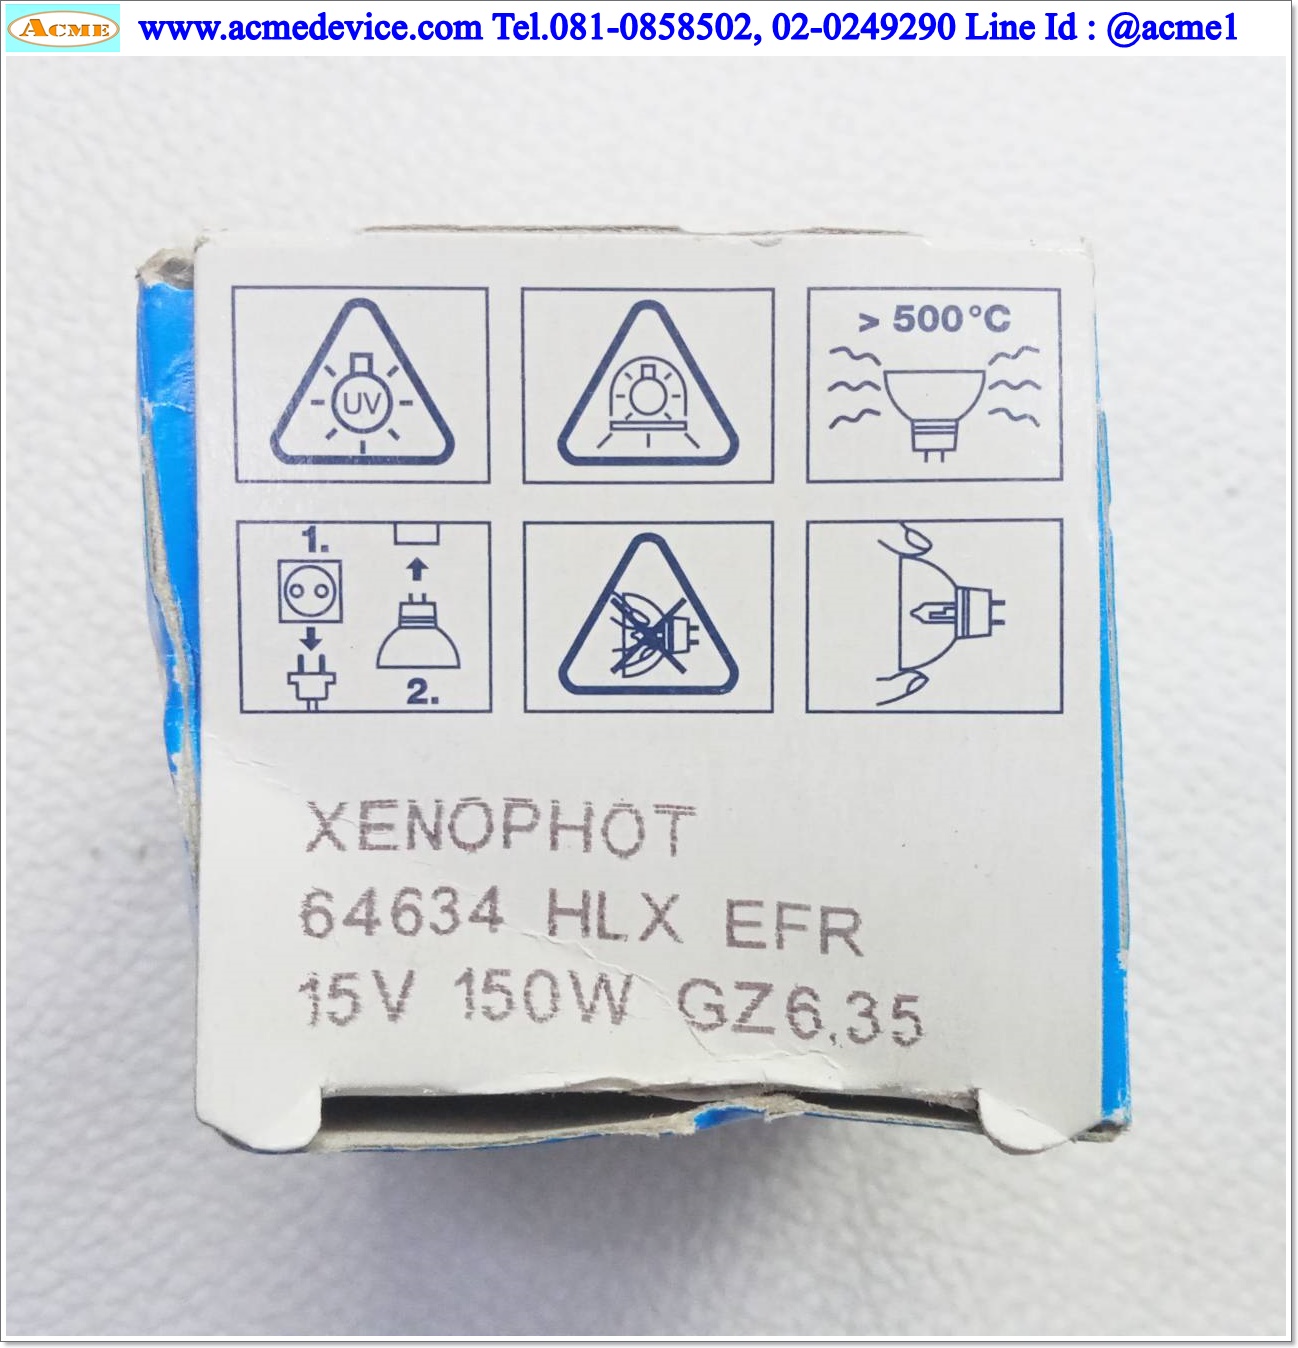 ACME www.acmedevice.com Tel.081-0858502, 02-0249290 Line Id : @acme1
UV
> 500°C
1.
2.
XENOPHOT
64634 HLX EFR
15V 150W GZ6.35